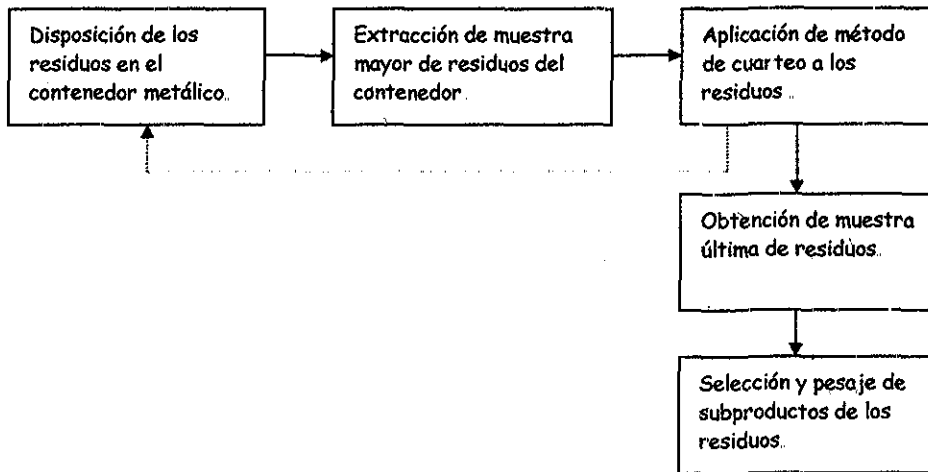 Disposición de los
residuos en el
contenedor metálico..
Extracción de muestra
mayor de residuos del
contenedor.
Aplicación de método
de cuarteo a los
residuos ..
Obtención de muestra
última de residuos..
Selección y pesaje de
subproductos de los
residuos..